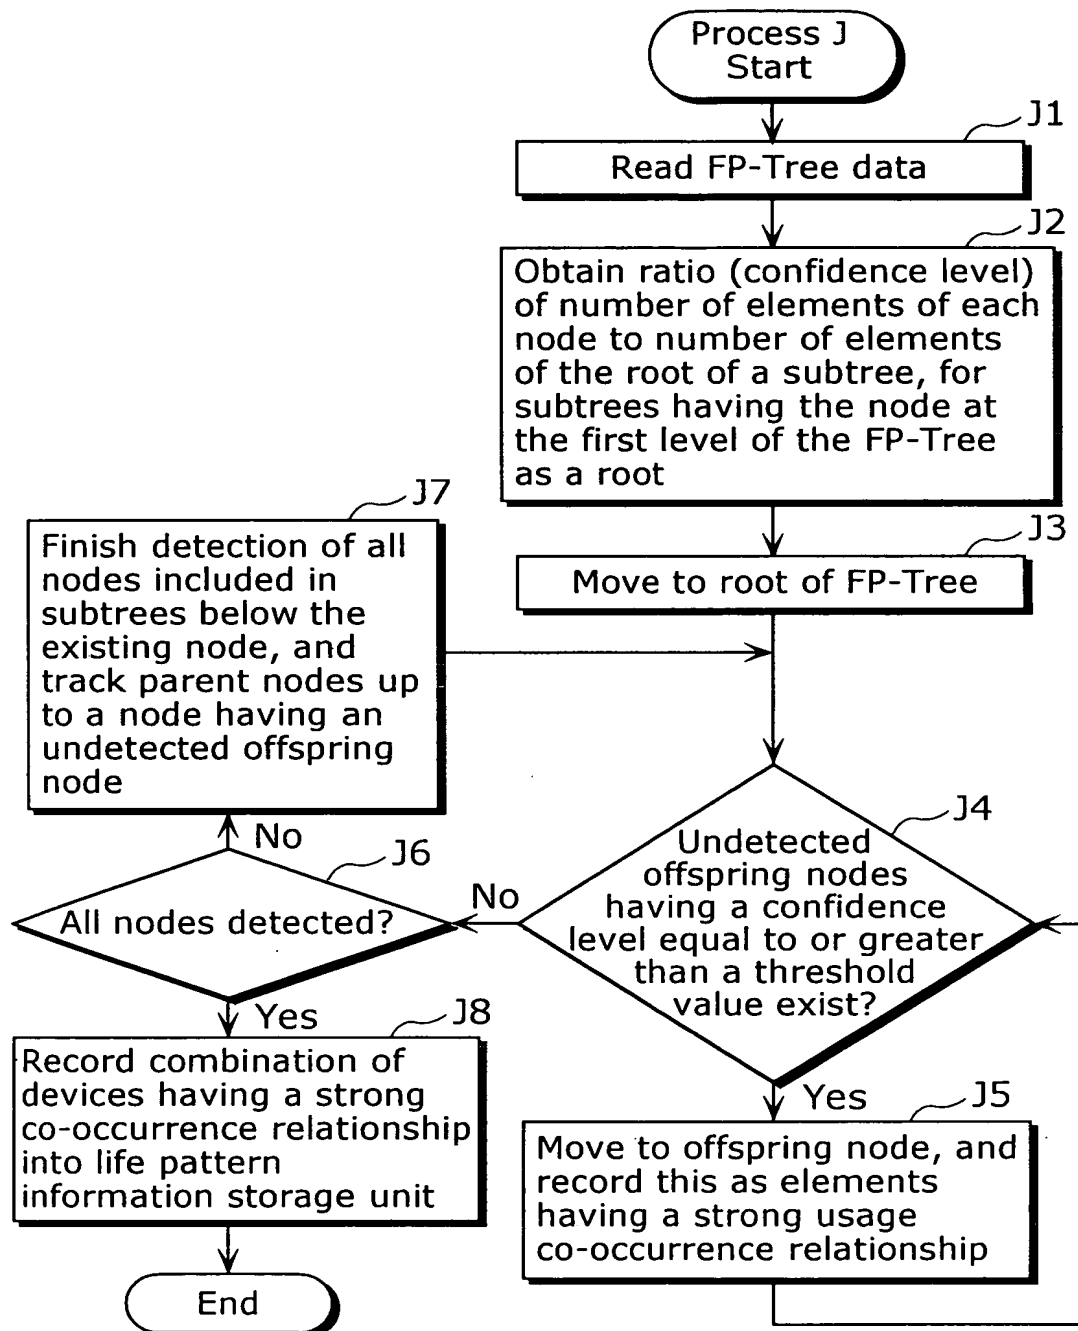 Process J
Start
J1
Read FP-Tree data
J2
Obtain ratio (confidence level)
of number of elements of each
node to number of elements
of the root of a subtree, for
subtrees having the node at
the first level of the FP-Tree
as a root
J3
Move to root of FP-Tree
J7
Finish detection of all
nodes included in
subtrees below the
existing node, and
track parent nodes up
to a node having an
undetected offspring
node
No
J6
All nodes detected?
No
J4
Undetected
offspring nodes
having a confidence
level equal to or greater
than a threshold
value exist?
Yes
J8
Record combination of
devices having a strong
co-occurrence relationship
into life pattern
information storage unit
Yes
J5
Move to offspring node, and
record this as elements
having a strong usage
co-occurrence relationship
End